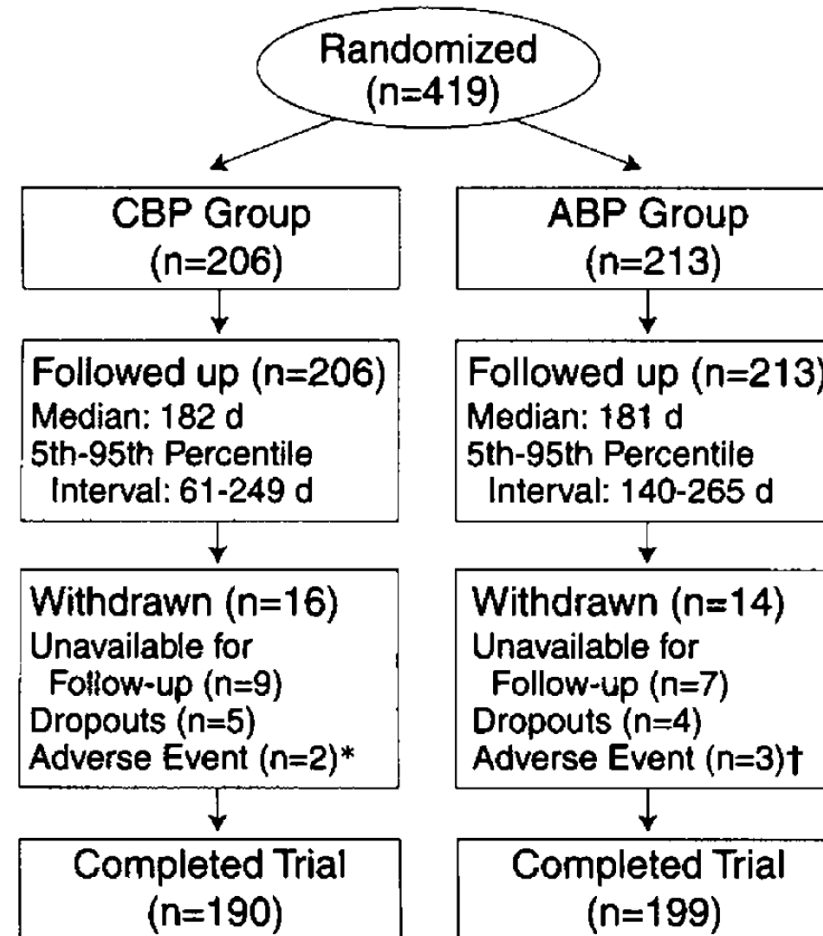 Randomized
(n=419)
CBP Group
(n=206)
ABP Group
(n=213)
Followed up (n=206)
Median: 182 d
5th-95th Percentile
Interval: 61-249 d
Followed up (n=213)
Median: 181 d
5th-95th Percentile
Interval: 140-265 d
Withdrawn (n=16)
Unavailable for
Follow-up (n=9)
Dropouts (n=5)
Adverse Event (n=2)*
Withdrawn (n=14)
Unavailable for
Follow-up (n=7)
Dropouts (n=4)
Adverse Event (n=3)†
Completed Trial
(n=190)
Completed Trial
(n=199)